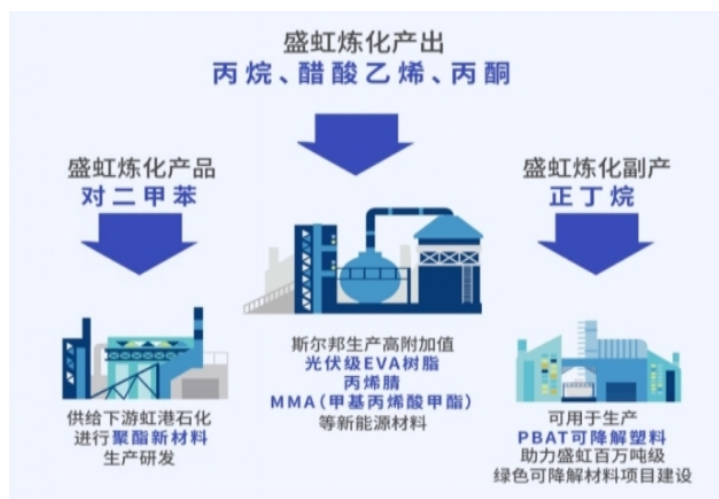 盛虹炼化产出
丙烷、醋酸乙烯、丙酮
盛虹炼化产品
对二甲苯
供给下游虹港石化
进行聚酯新材料
生产研发
斯尔邦生产高附加值
光伏级EVA树脂
丙烯腈
MMA（甲基丙烯酸甲酯）
等新能源材料
盛虹炼化副产
正丁烷
可用于生产
PBAT可降解塑料
助力盛虹百万吨级
绿色可降解材料项目建设